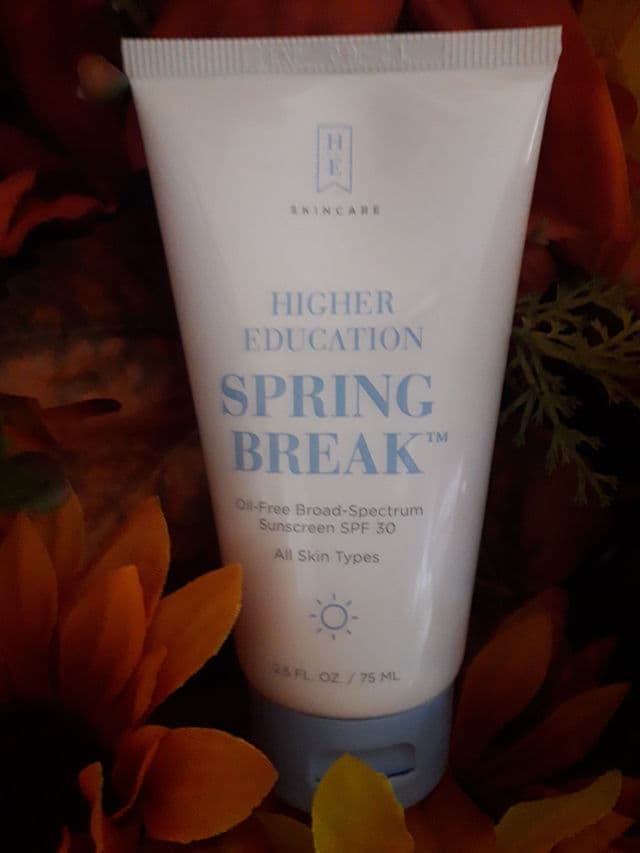 H
E
SKINCARE
HIGHER
EDUCATION
SPRING
BREAK™
Oil-Free Broad-Spectrum
Sunscreen SPF 30
All Skin Types
2.5 FL. OZ. / 75 ML